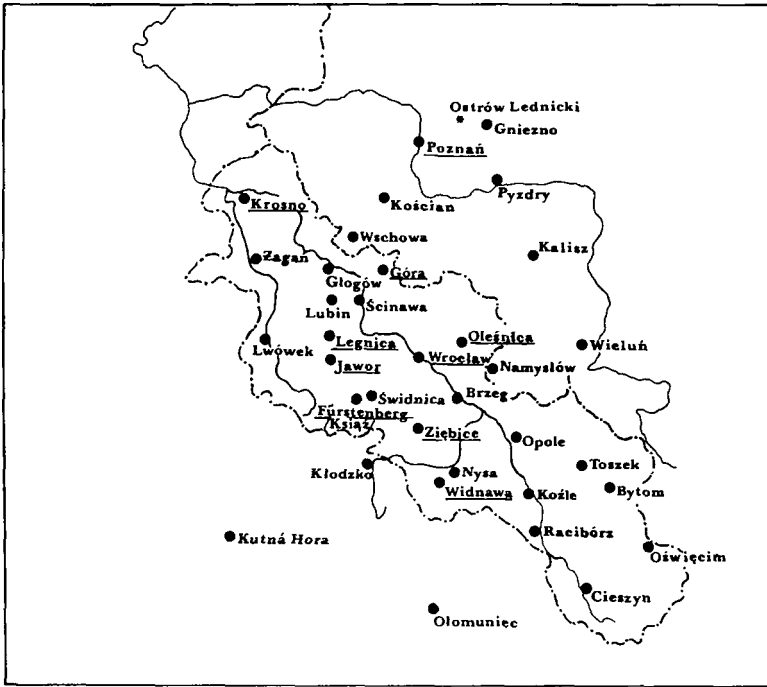 Ostrów Lednicki
Gniezno
Poznań
Pyzdry
Krosno
Kościan
Wschowa
Kalisz
Żagań
Góra
Głogów
Lubin
Ścinawa
Legnica
Oleśnica
Lwówek
Wrocław
Wieluń
Jawor
Namysłów
Świdnica
Brzeg
Fürstenberg
Książ
Ziębice
Opole
Kłodzko
Nysa
Toszek
Widnawa
Koźle
Bytom
Racibórz
Kutná Hora
Oświęcim
Cieszyn
Ołomuniec